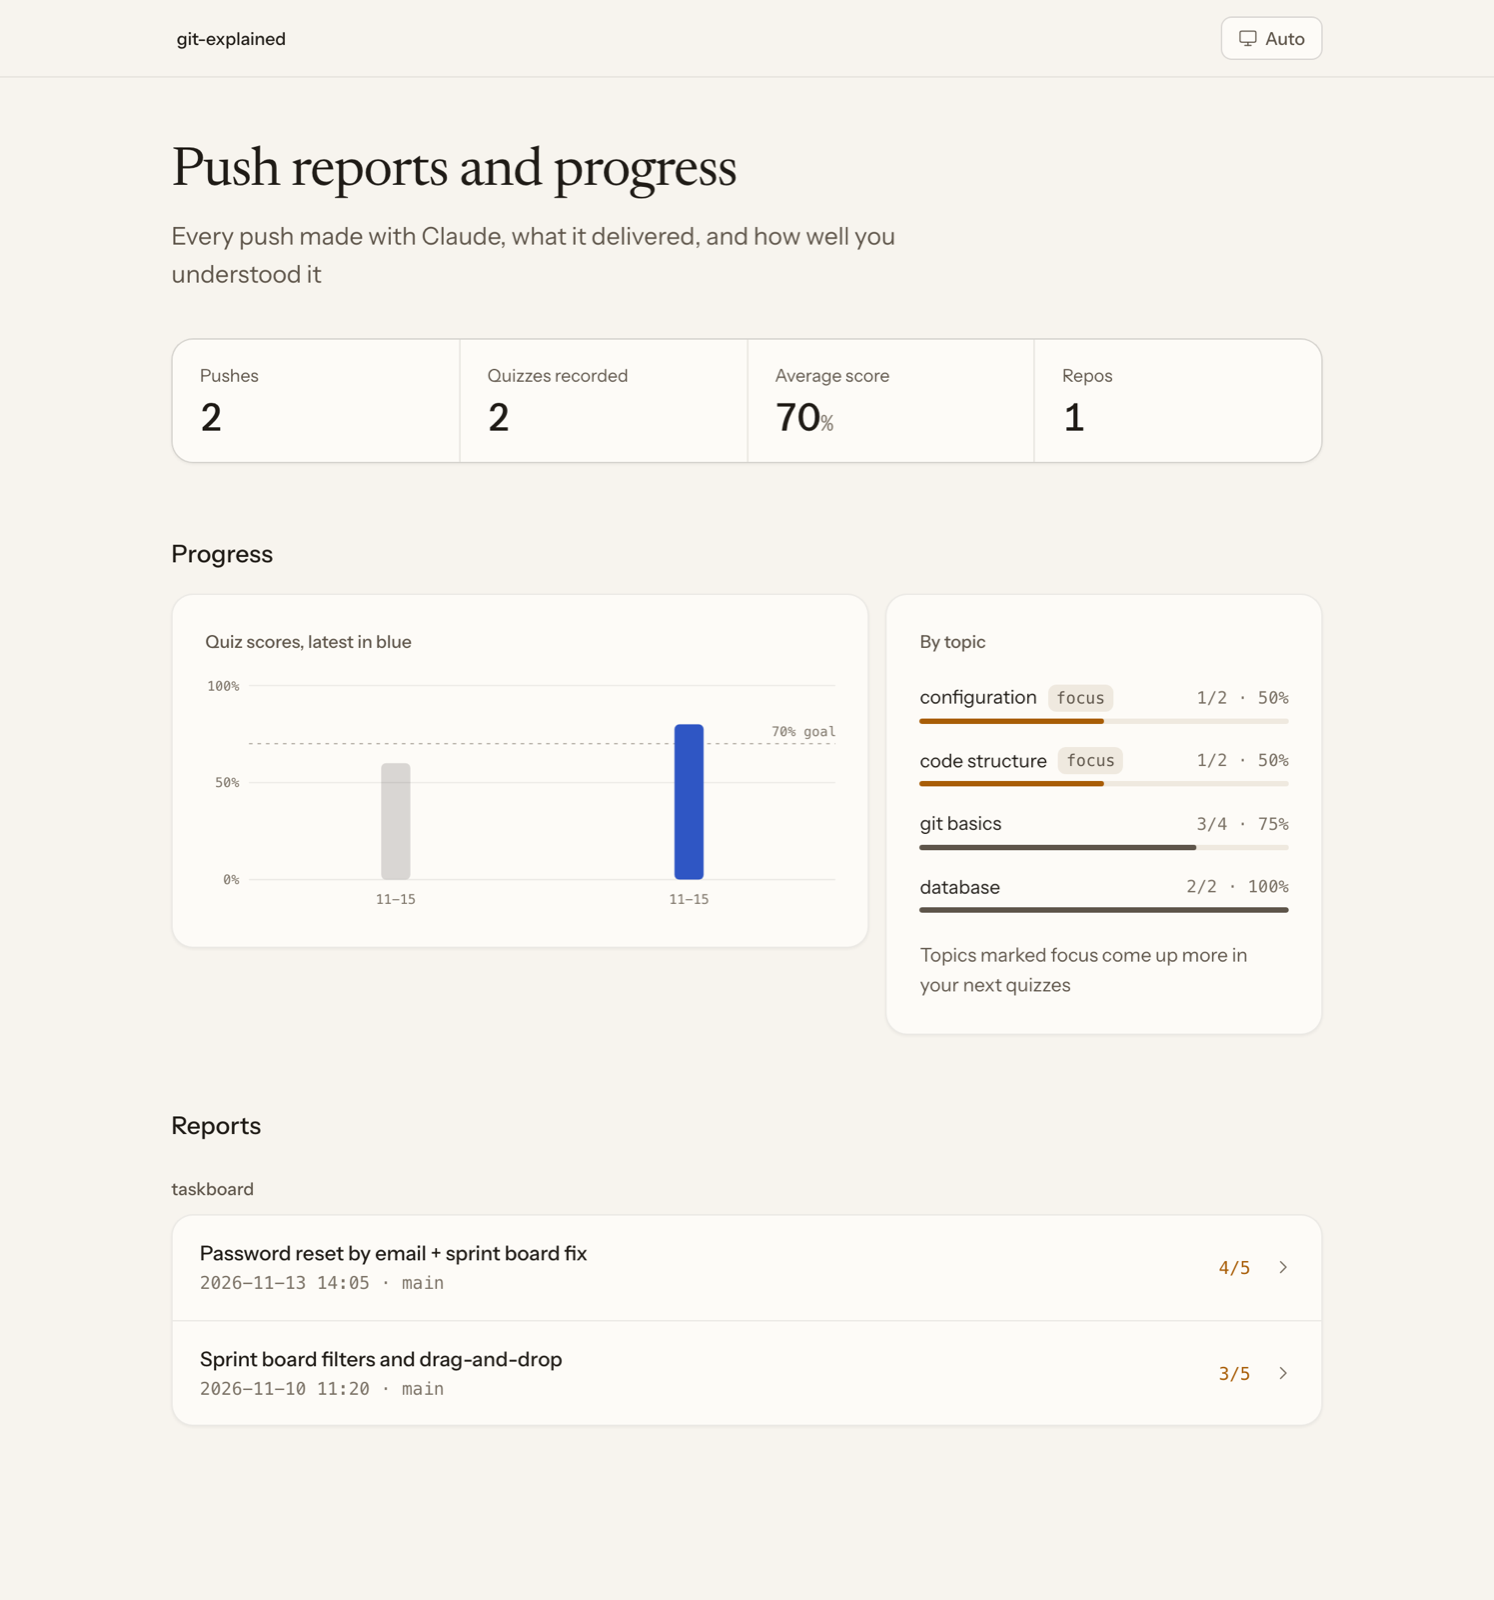 git-explained
Auto
Push reports and progress
Every push made with Claude, what it delivered, and how well you
understood it
Pushes
2
Quizzes recorded
2
Average score
70%
Repos
1
Progress
Quiz scores, latest in blue
100%
70% goal
50%
0%
11-15
11-15
By topic
configuration focus 1/2 · 50%
code structure focus 1/2 · 50%
git basics 3/4 · 75%
database 2/2 · 100%
Topics marked focus come up more in
your next quizzes
Reports
taskboard
Password reset by email + sprint board fix
2026-11-13 14:05 · main
4/5
Sprint board filters and drag-and-drop
2026-11-10 11:20 · main
3/5